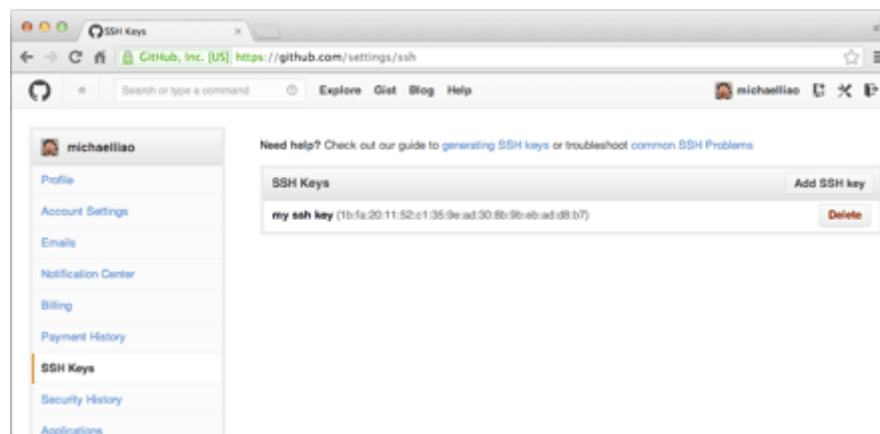 SSH Keys
GitHub, Inc. [US] https://github.com/settings/ssh
Search or type a command Explore Gist Blog Help michaelliao
michaelliao
Need help? Check out our guide to generating SSH keys or troubleshoot common SSH Problems
Profile
SSH Keys Add SSH key
Account Settings
my ssh key (1b:fa:20:11:52:c1:35:9e:ad:30:8b:9b:eb:ad:d8:b7) Delete
Emails
Notification Center
Billing
Payment History
SSH Keys
Security History
Applications